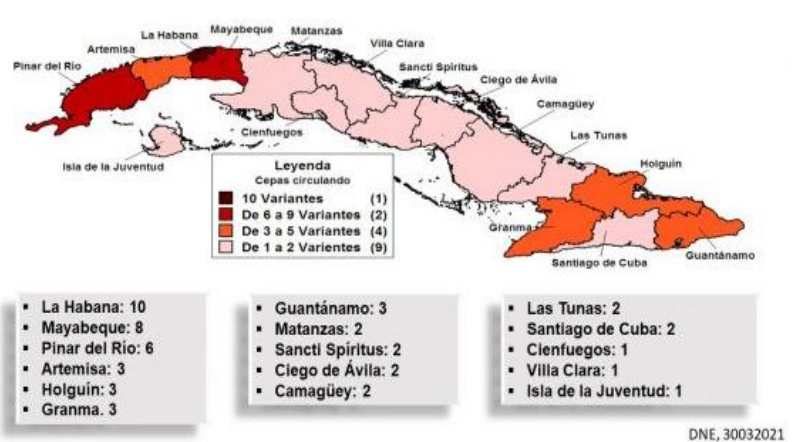 La Habana
Mayabeque
Matanzas
Artemisa
Villa Clara
Pinar del Río
Sancti Spíritus
Ciego de Ávila
Camagüey
Cienfuegos
Las Tunas
Isla de la Juventud
Holguín
Leyenda
Cepas circulando
10 Variantes (1)
De 6 a 9 Variantes (2)
De 3 a 5 Variantes (4)
De 1 a 2 Varientes (9)
Granma
Guantánamo
Santiago de Cuba
▪ La Habana: 10
▪ Mayabeque: 8
▪ Pinar del Río: 6
▪ Artemisa: 3
▪ Holguín: 3
▪ Granma. 3
▪ Guantánamo: 3
▪ Matanzas: 2
▪ Sancti Spíritus: 2
▪ Ciego de Ávila: 2
▪ Camagüey: 2
▪ Las Tunas: 2
▪ Santiago de Cuba: 2
▪ Cienfuegos: 1
▪ Villa Clara: 1
▪ Isla de la Juventud: 1
DNE, 30032021